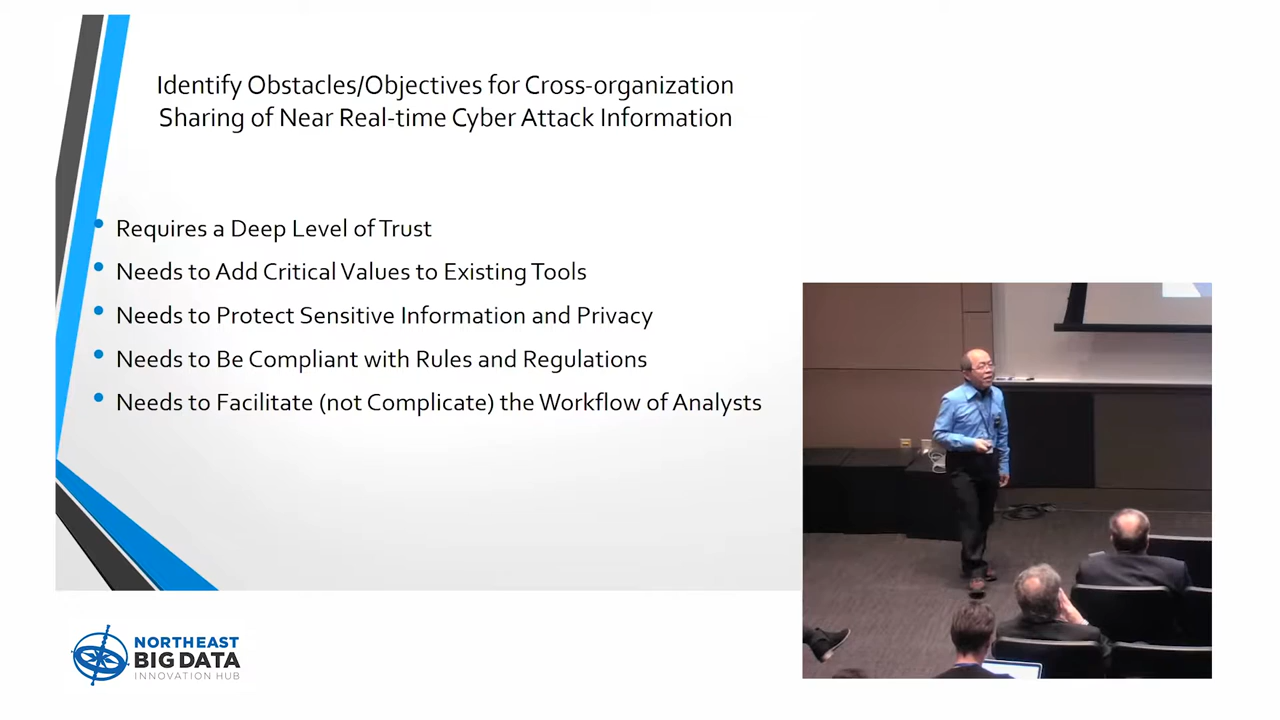 Identify Obstacles/Objectives for Cross-organization
Sharing of Near Real-time Cyber Attack Information
• Requires a Deep Level of Trust
• Needs to Add Critical Values to Existing Tools
• Needs to Protect Sensitive Information and Privacy
• Needs to Be Compliant with Rules and Regulations
• Needs to Facilitate (not Complicate) the Workflow of Analysts
NORTHEAST
BIG DATA
INNOVATION HUB